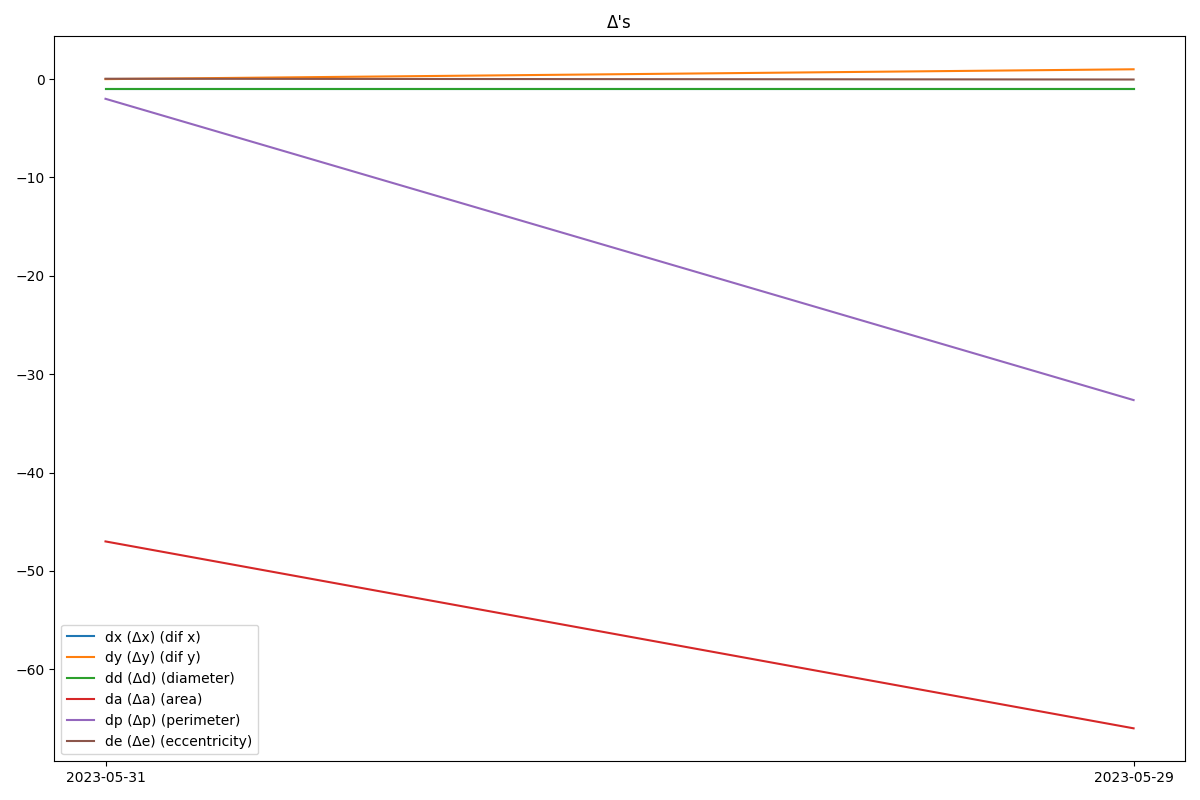 Δ's
0
−10
−20
−30
−40
−50
−60
dx (Δx) (dif x)
dy (Δy) (dif y)
dd (Δd) (diameter)
da (Δa) (area)
dp (Δp) (perimeter)
de (Δe) (eccentricity)
2023-05-31 2023-05-29